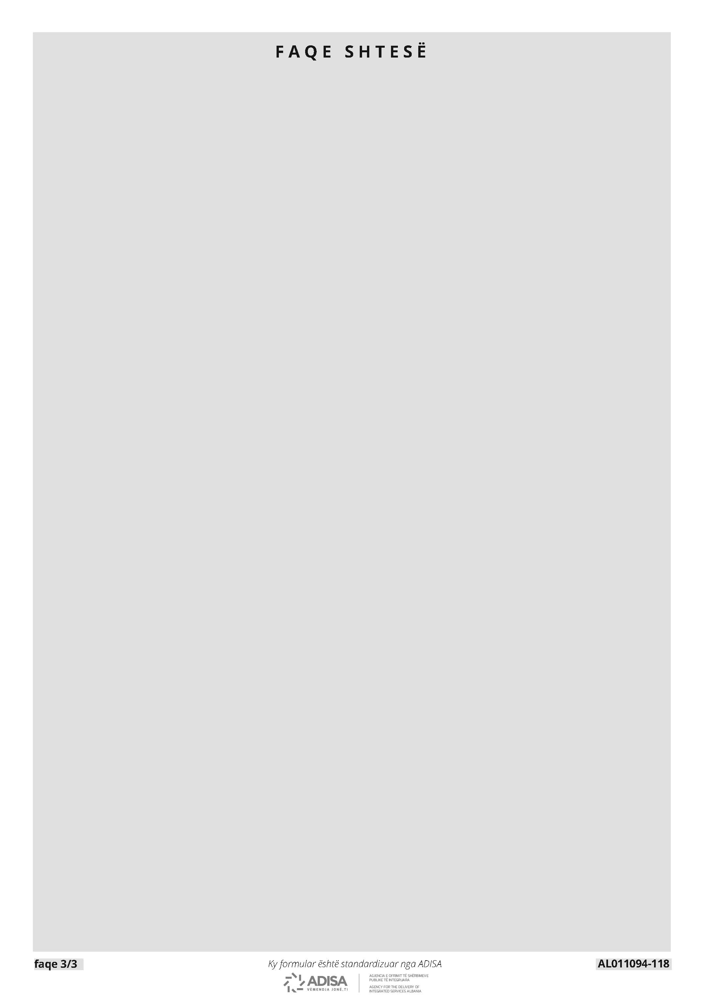 FAQE SHTESË
faqe 3/3
Ky formular është standardizuar nga ADISA
AL011094-118
ADISA
VËMENDJA JONË, TI
AGJENCIA E OFRIMIT TË SHËRBIMEVE
PUBLIKE TË INTEGRUARA
AGENCY FOR THE DELIVERY OF
INTEGRATED SERVICES ALBANIA